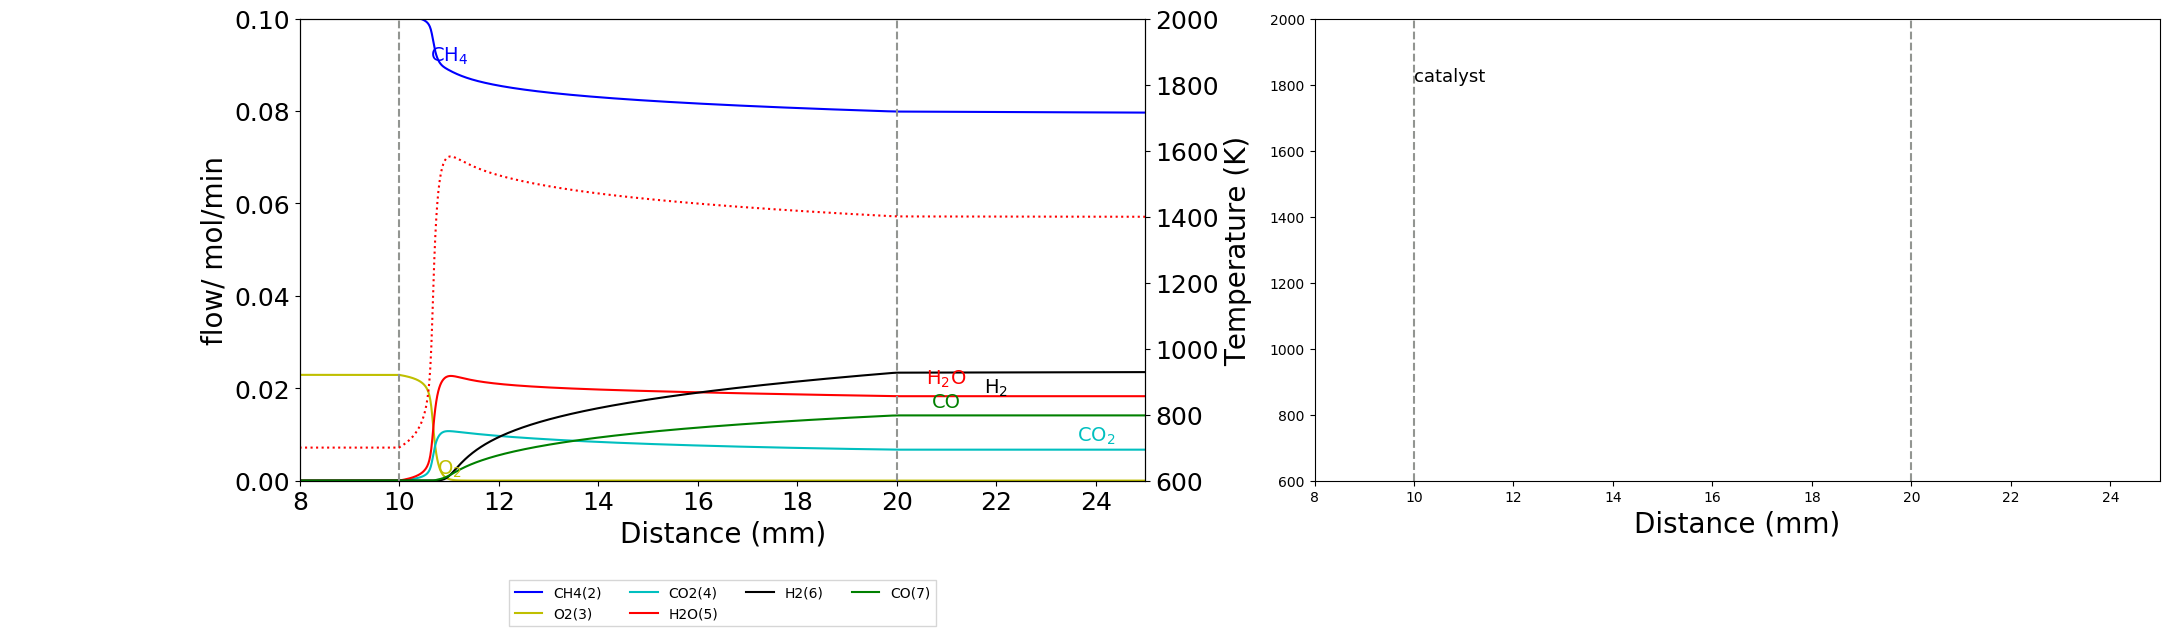 0.10
0.08
0.06
0.04
0.02
0.00
flow/ mol/min
8 10 12 14 16 18 20 22 24
Distance (mm)
2000
1800
1600
1400
1200
1000
800
600
Temperature (K)
CH₄
O₂
H₂O
H₂
CO
CO₂
CH4(2) CO2(4) H2(6) CO(7)
O2(3) H2O(5)
2000
1800
1600
1400
1200
1000
800
600
catalyst
8 10 12 14 16 18 20 22 24
Distance (mm)